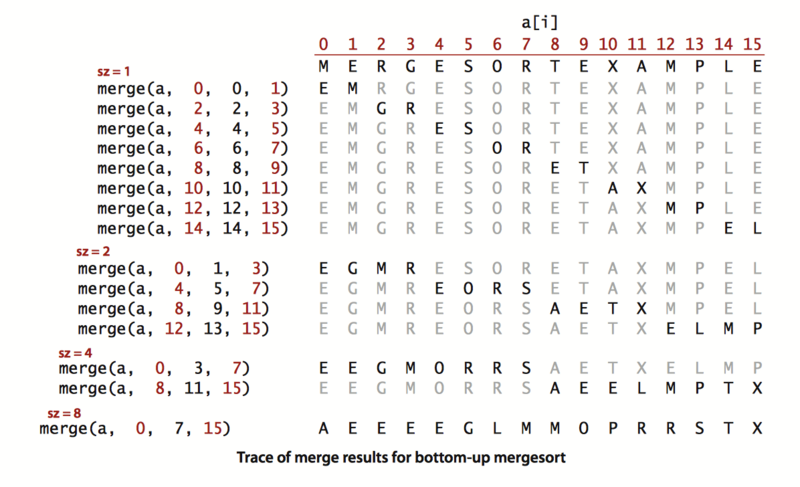 a[i]
0 1 2 3 4 5 6 7 8 9 10 11 12 13 14 15
sz = 1
M E R G E S O R T E X A M P L E
merge(a, 0, 0, 1) E M R G E S O R T E X A M P L E
merge(a, 2, 2, 3) E M G R E S O R T E X A M P L E
merge(a, 4, 4, 5) E M G R E S O R T E X A M P L E
merge(a, 6, 6, 7) E M G R E S O R T E X A M P L E
merge(a, 8, 8, 9) E M G R E S O R E T X A M P L E
merge(a, 10, 10, 11) E M G R E S O R E T A X M P L E
merge(a, 12, 12, 13) E M G R E S O R E T A X M P L E
merge(a, 14, 14, 15) E M G R E S O R E T A X M P E L
sz = 2
merge(a, 0, 1, 3) E G M R E S O R E T A X M P E L
merge(a, 4, 5, 7) E G M R E O R S E T A X M P E L
merge(a, 8, 9, 11) E G M R E O R S A E T X M P E L
merge(a, 12, 13, 15) E G M R E O R S A E T X E L M P
sz = 4
merge(a, 0, 3, 7) E E G M O R R S A E T X E L M P
merge(a, 8, 11, 15) E E G M O R R S A E E L M P T X
sz = 8
merge(a, 0, 7, 15) A E E E E G L M M O P R R S T X
Trace of merge results for bottom-up mergesort